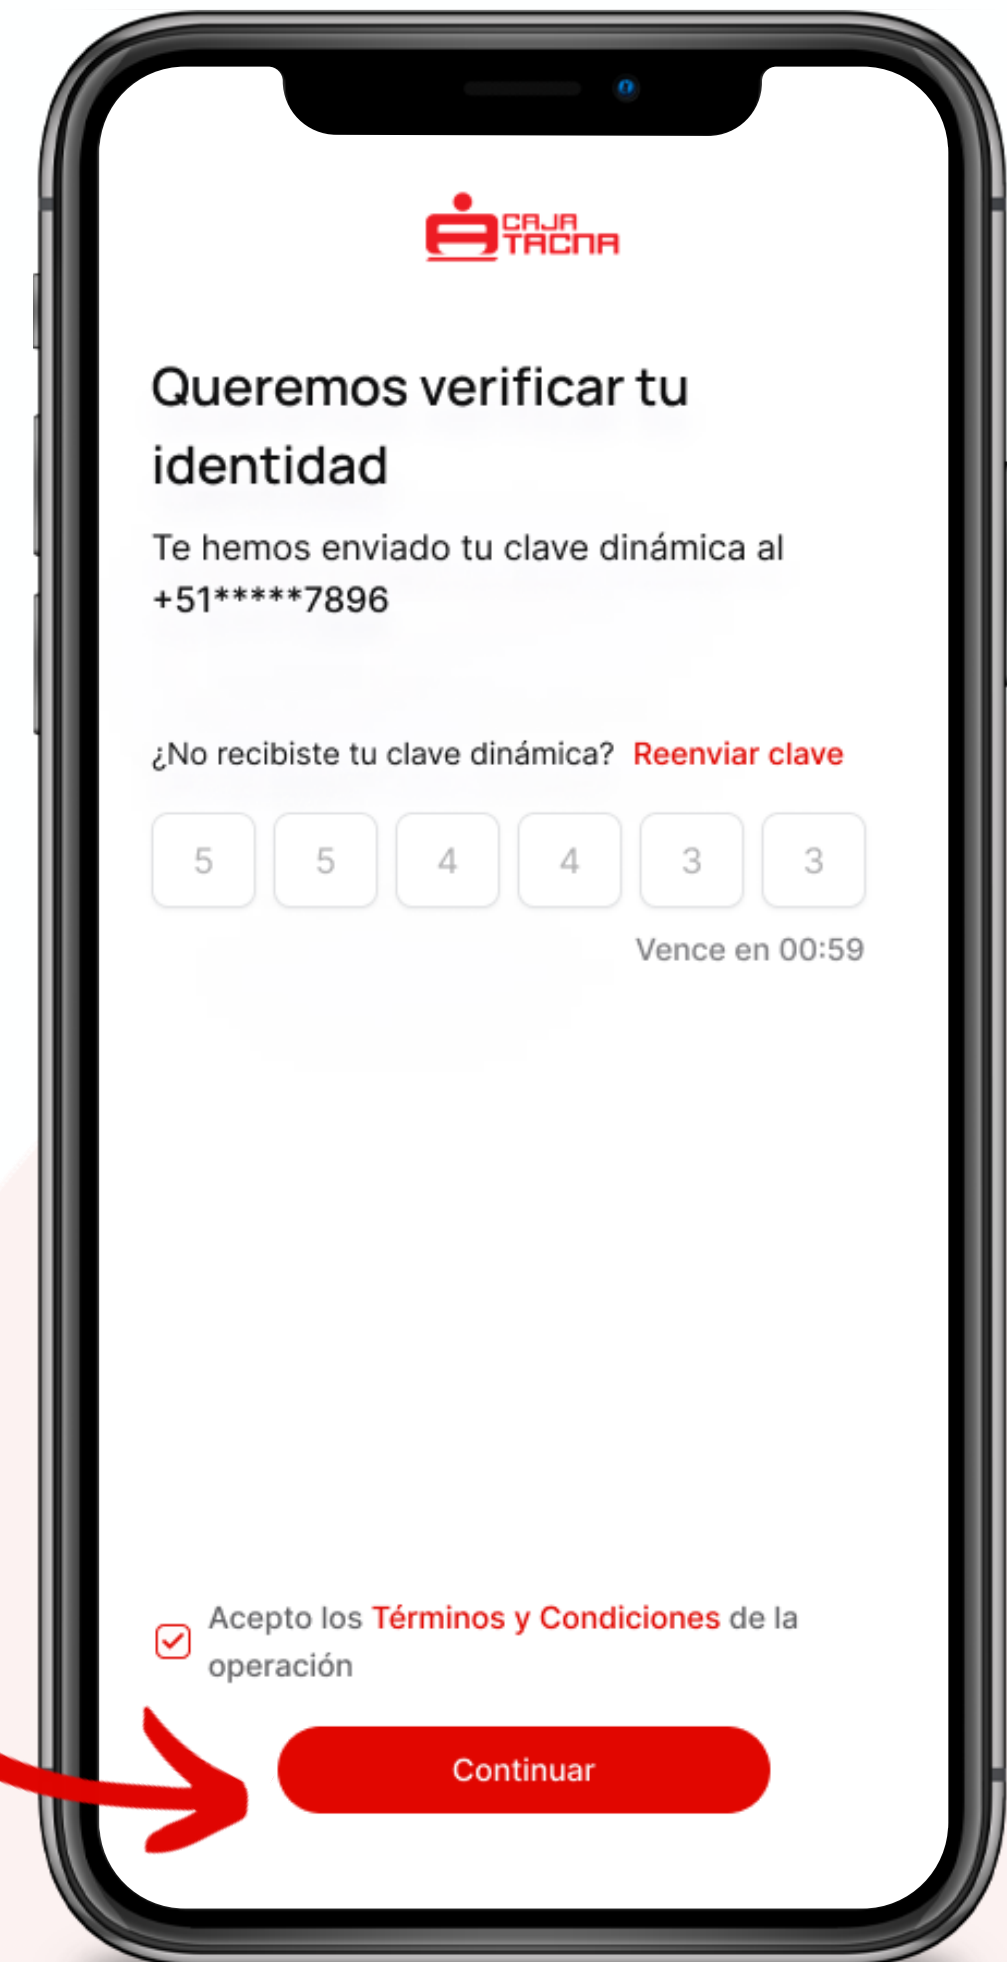 CAJA
TACNA
Queremos verificar tu
identidad
Te hemos enviado tu clave dinámica al
+51*****7896
¿No recibiste tu clave dinámica? Reenviar clave
5 5 4 4 3 3
Vence en 00:59
Acepto los Términos y Condiciones de la
operación
Continuar